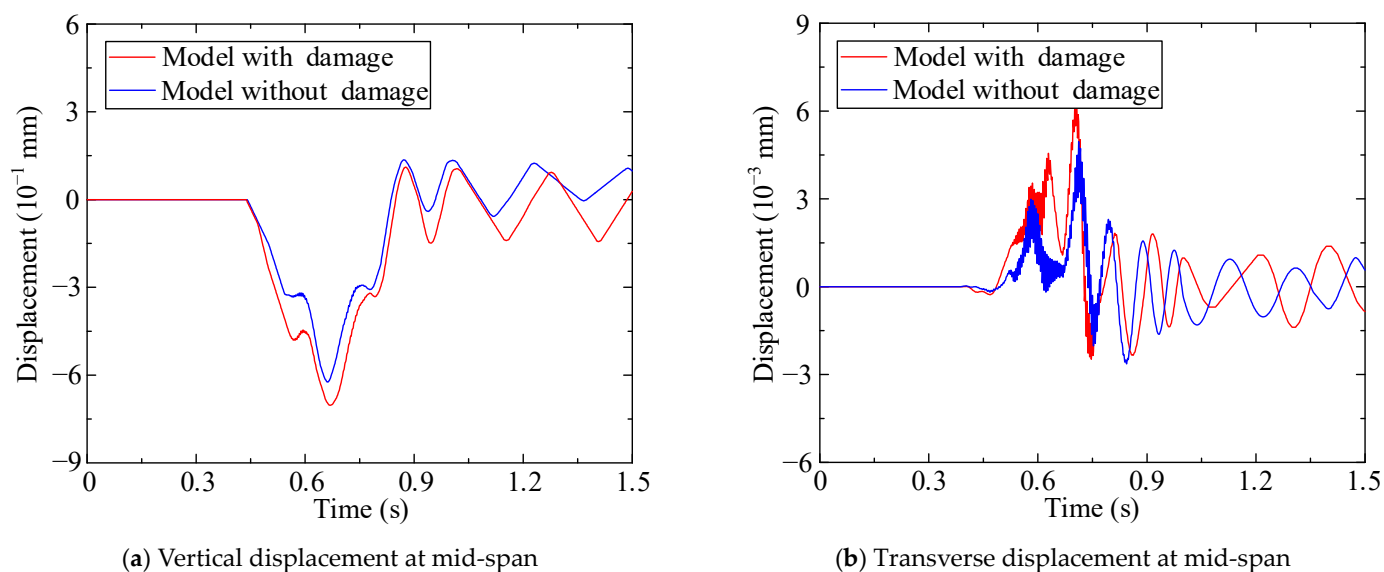 6
3
0
−3
−6
−9
Displacement (10⁻¹ mm)
Model with damage
Model without damage
0 0.3 0.6 0.9 1.2 1.5
Time (s)
(a) Vertical displacement at mid-span
9
6
3
0
−3
−6
Displacement (10⁻³ mm)
Model with damage
Model without damage
0 0.3 0.6 0.9 1.2 1.5
Time (s)
(b) Transverse displacement at mid-span